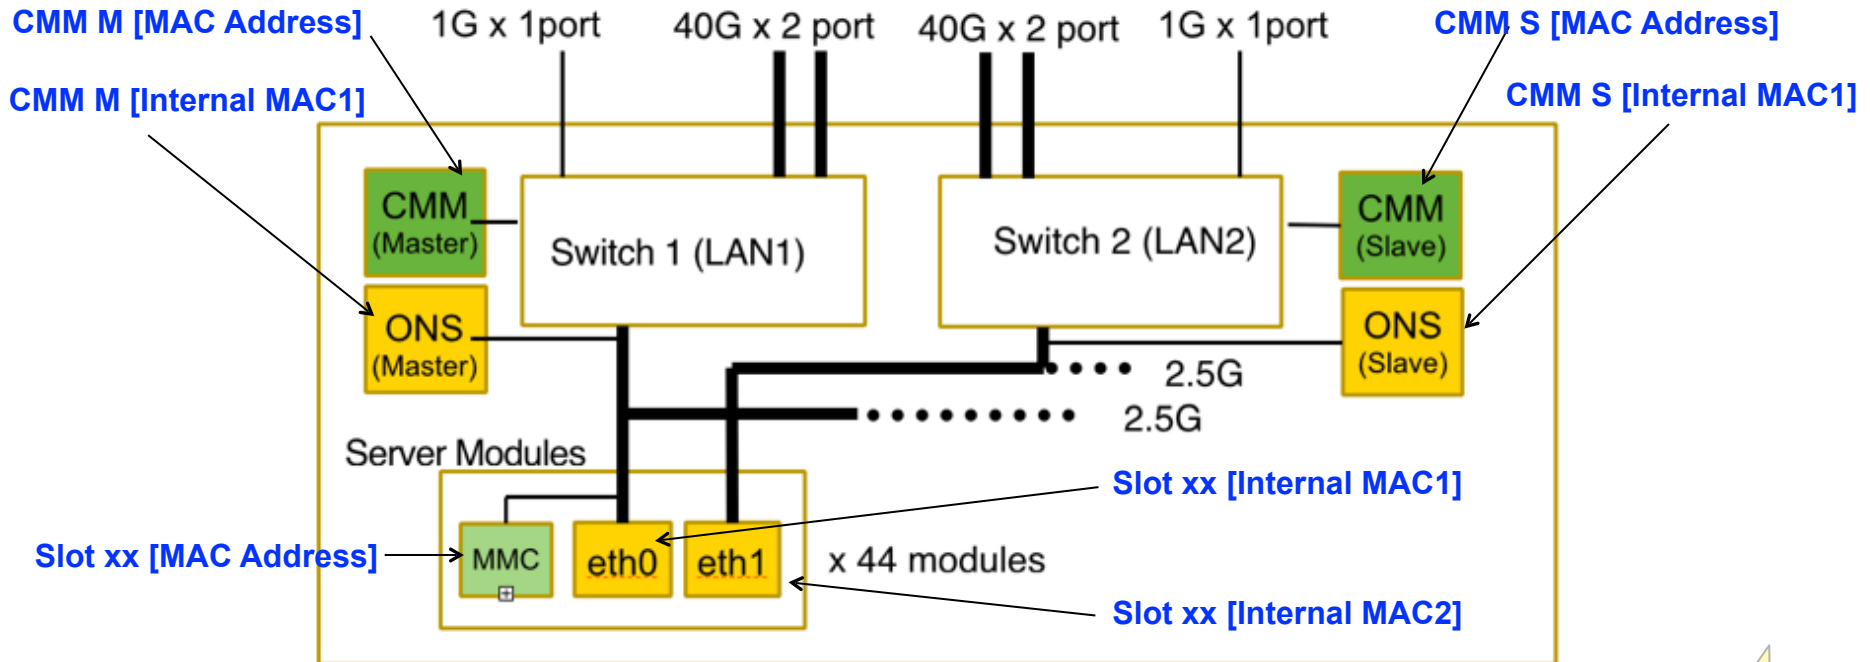 CMM M [MAC Address]
1G x 1port
40G x 2 port
40G x 2 port
1G x 1port
CMM S [MAC Address]
CMM M [Internal MAC1]
CMM S [Internal MAC1]
CMM
(Master)
Switch 1 (LAN1)
Switch 2 (LAN2)
CMM
(Slave)
ONS
(Master)
ONS
(Slave)
2.5G
2.5G
Server Modules
Slot xx [Internal MAC1]
Slot xx [MAC Address]
MMC
eth0
eth1
x 44 modules
Slot xx [Internal MAC2]